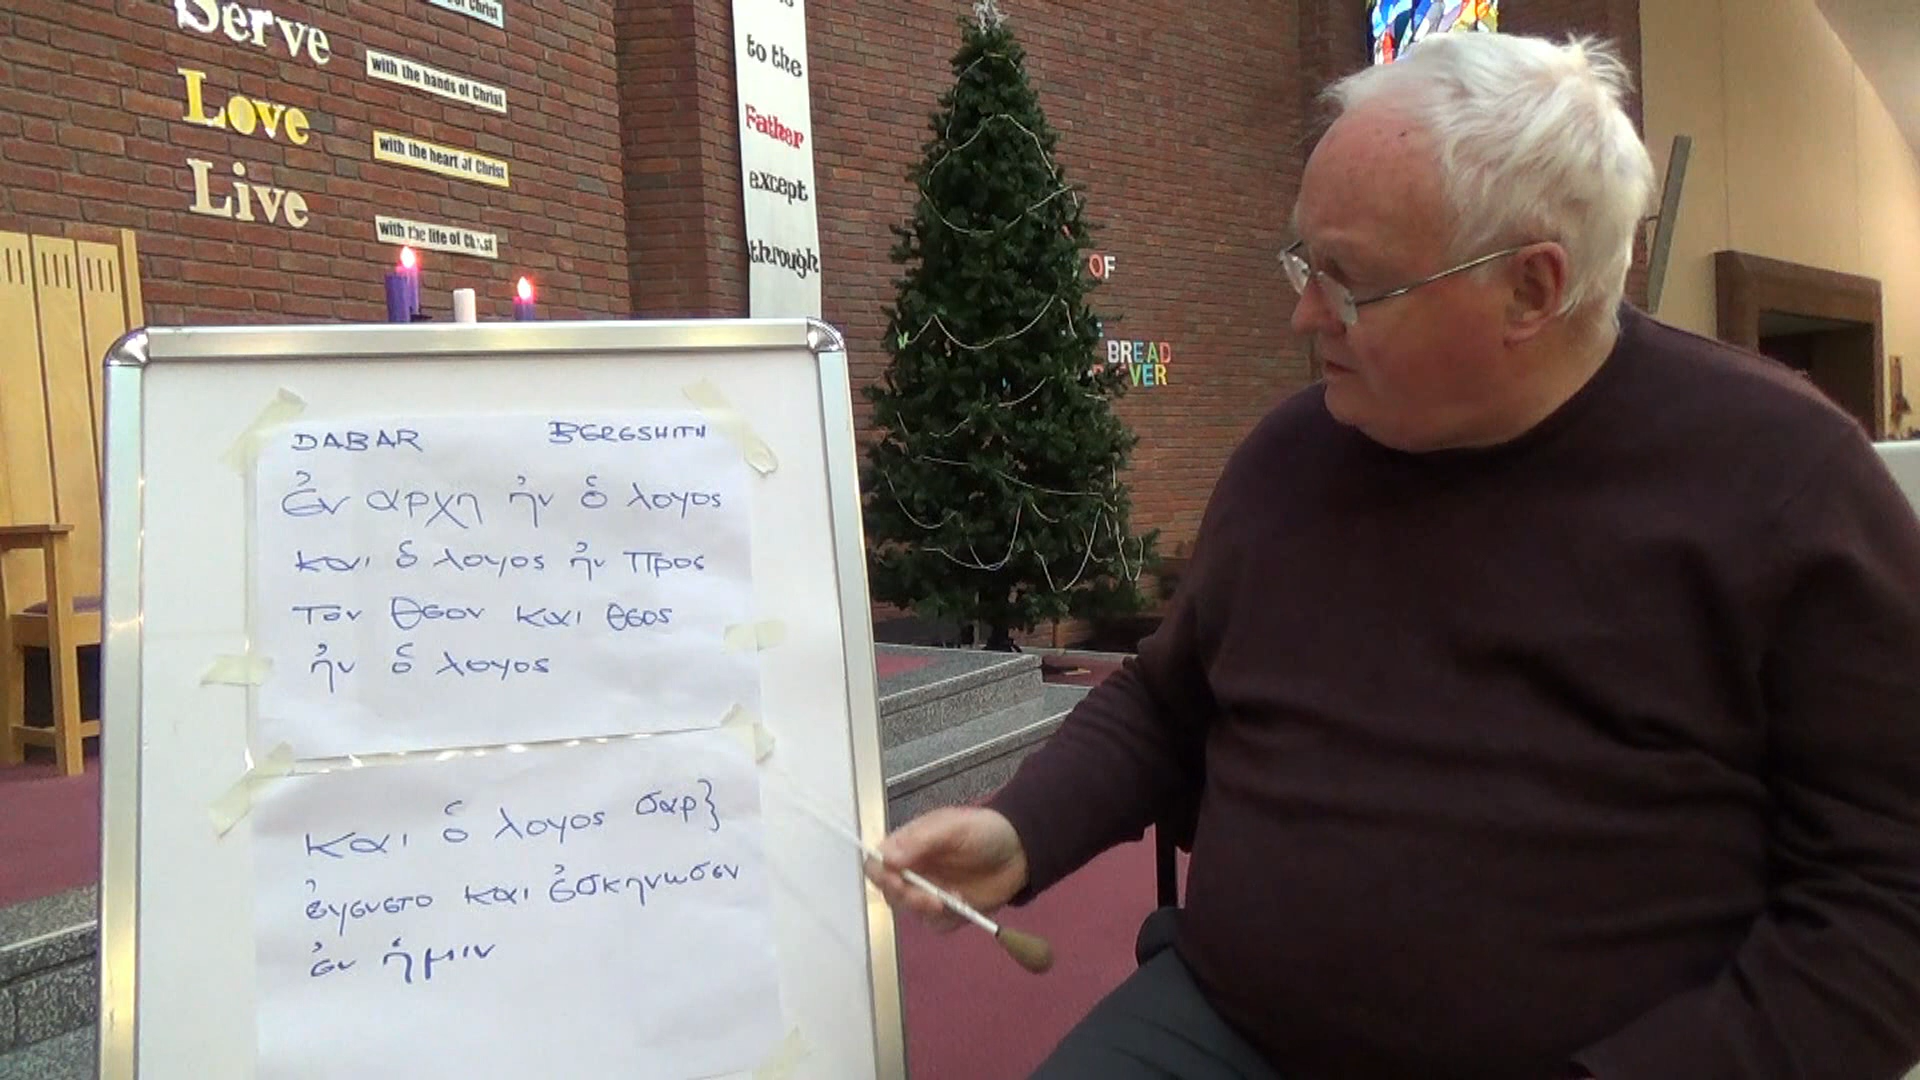 of Christ
Serve
with the hands of Christ
Love
with the heart of Christ
Live
with the life of Christ
to the
Father
except
through
OF
BREAD
DABAR BEREShITH
ἐν αρχη ἠν ὁ λογος
και ὁ λογος ἠν προς
τον θεον και θεος
ἠν ὁ λογος
και ὁ λογος σαρξ
ἐγενετο και ἐσκηνωσεν
ἐν ἡμιν